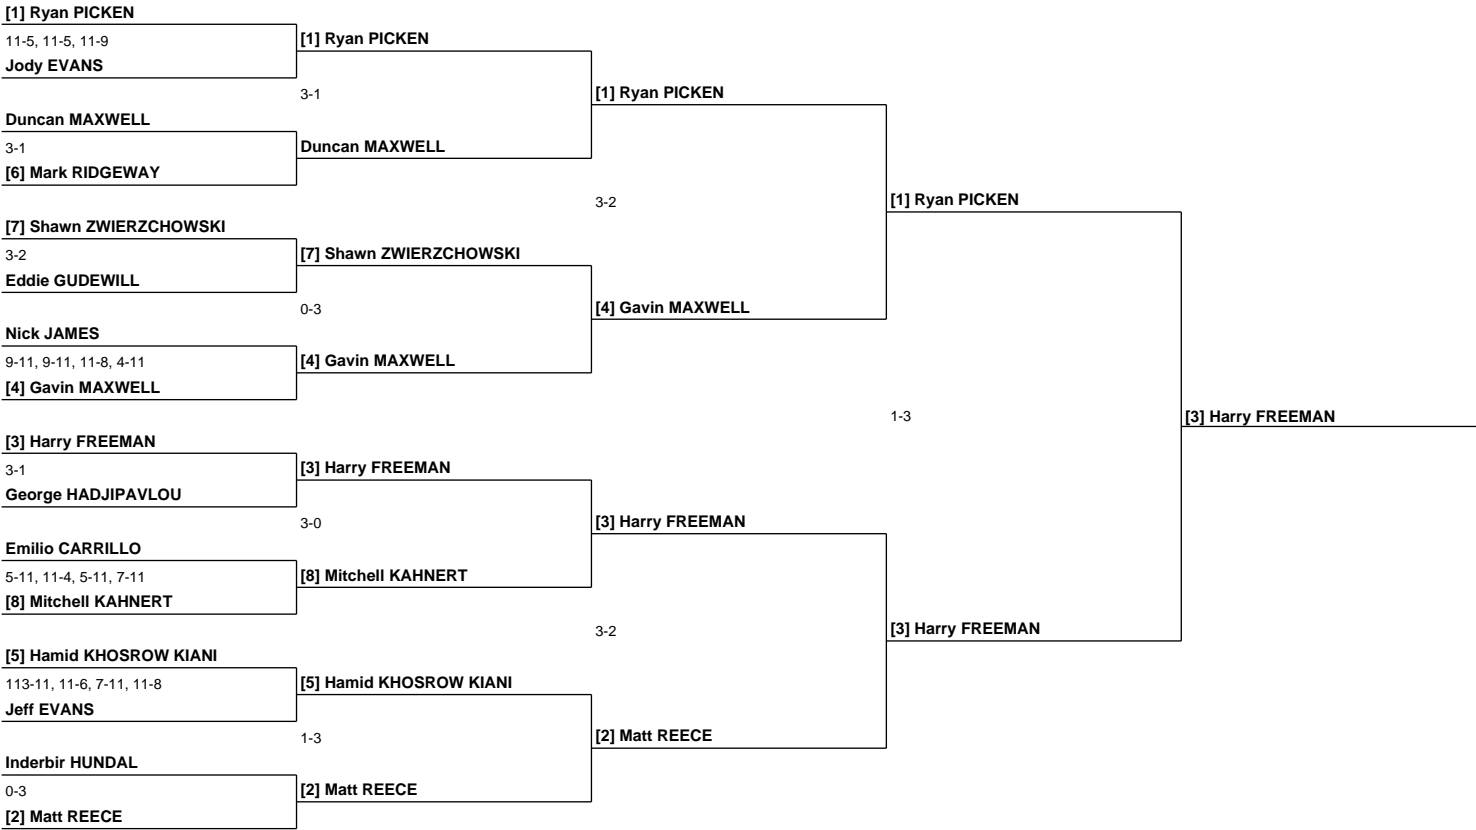 [1] Ryan PICKEN
11-5, 11-5, 11-9
Jody EVANS
Duncan MAXWELL
3-1
[6] Mark RIDGEWAY
[7] Shawn ZWIERZCHOWSKI
3-2
Eddie GUDEWILL
Nick JAMES
9-11, 9-11, 11-8, 4-11
[4] Gavin MAXWELL
[3] Harry FREEMAN
3-1
George HADJIPAVLOU
Emilio CARRILLO
5-11, 11-4, 5-11, 7-11
[8] Mitchell KAHNERT
[5] Hamid KHOSROW KIANI
113-11, 11-6, 7-11, 11-8
Jeff EVANS
Inderbir HUNDAL
0-3
[2] Matt REECE
[1] Ryan PICKEN
3-1
Duncan MAXWELL
[7] Shawn ZWIERZCHOWSKI
0-3
[4] Gavin MAXWELL
[3] Harry FREEMAN
3-0
[8] Mitchell KAHNERT
[5] Hamid KHOSROW KIANI
1-3
[2] Matt REECE
[1] Ryan PICKEN
3-2
[4] Gavin MAXWELL
[3] Harry FREEMAN
3-2
[2] Matt REECE
[1] Ryan PICKEN
1-3
[3] Harry FREEMAN
[3] Harry FREEMAN